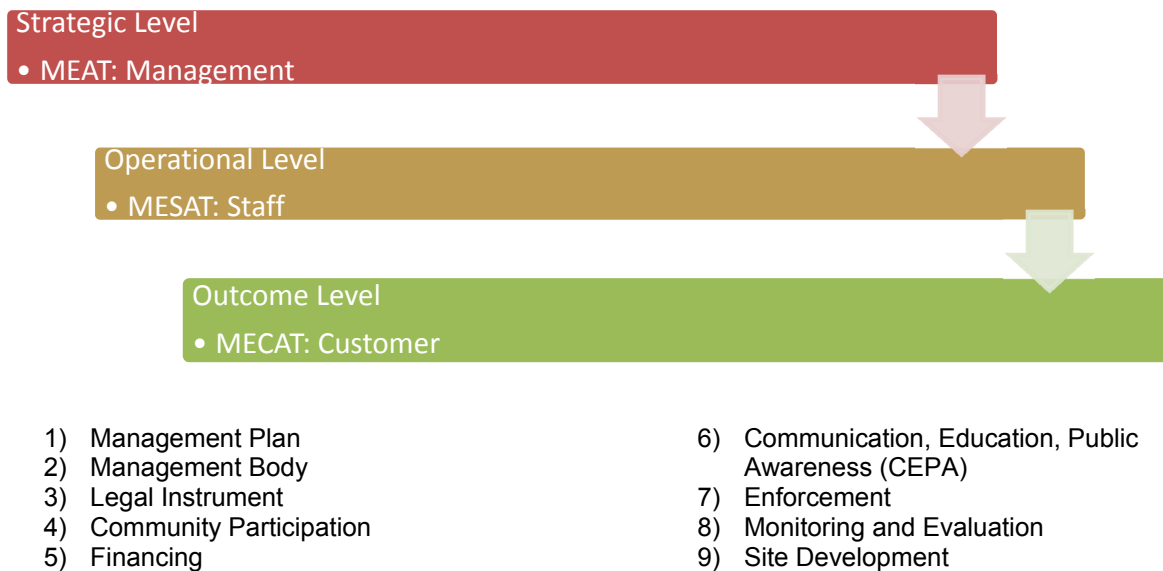 Strategic Level
• MEAT: Management
Operational Level
• MESAT: Staff
Outcome Level
• MECAT: Customer
1) Management Plan
2) Management Body
3) Legal Instrument
4) Community Participation
5) Financing
6) Communication, Education, Public
Awareness (CEPA)
7) Enforcement
8) Monitoring and Evaluation
9) Site Development